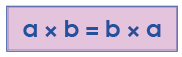 a × b = b × a